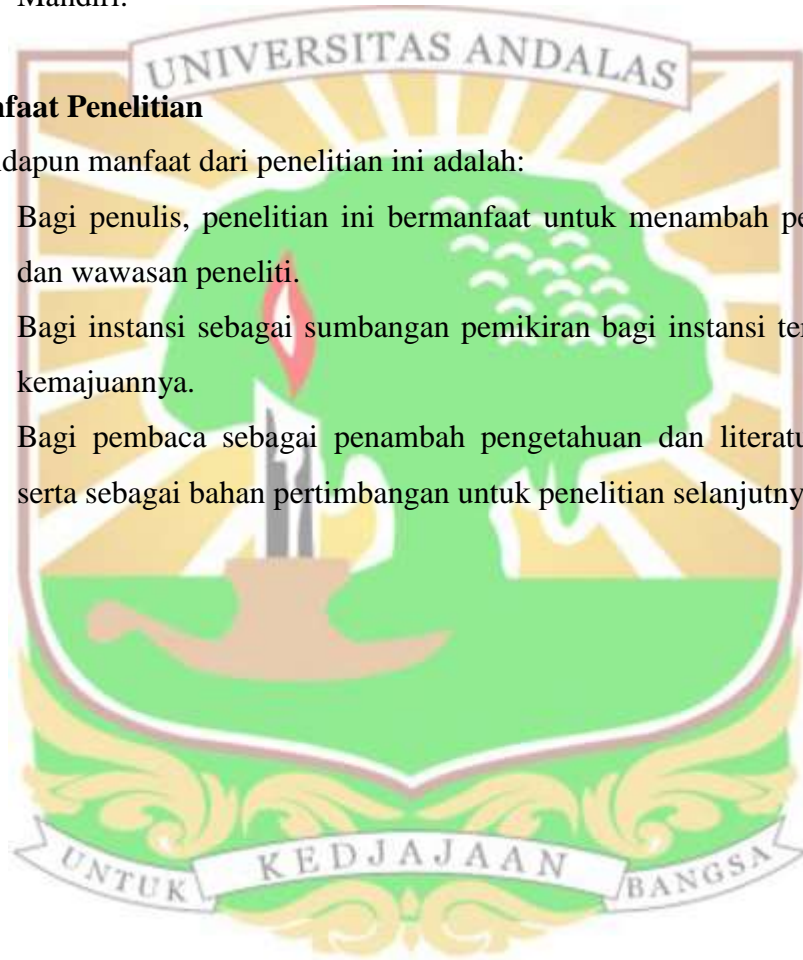 Mandiri.
UNIVERSITAS ANDALAS
nfaat Penelitian
dapun manfaat dari penelitian ini adalah:
Bagi penulis, penelitian ini bermanfaat untuk menambah pe
dan wawasan peneliti.
Bagi instansi sebagai sumbangan pemikiran bagi instansi ter
kemajuannya.
Bagi pembaca sebagai penambah pengetahuan dan literatu
serta sebagai bahan pertimbangan untuk penelitian selanjutny
UNTUK KEDJAJAAN BANGSA